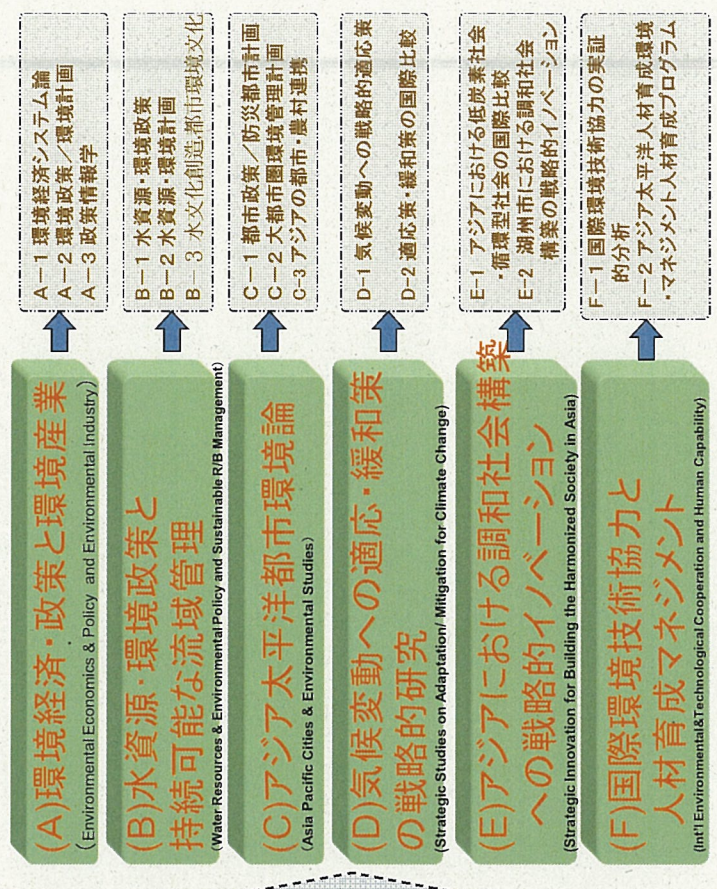 (A)環境経済・政策と環境産業
(Environmental Economics & Policy and Environmental Industry)
A－1 環境経済システム論
A－2 環境政策／環境計画
A－3 政策情報学
(B)水資源・環境政策と
持続可能な流域管理
(Water Resources & Environmental Policy and Sustainable R/B Management)
B－1 水資源・環境政策
B－2 水資源・環境計画
B－3 水文化創造都市環境文化
(C)アジア太平洋都市環境論
(Asia Pacific Cities & Environmental Studies)
C－1 都市政策／防災都市計画
C－2 大都市圏環境管理計画
C-3 アジアの都市・農村連携
(D)気候変動への適応・緩和策
の戦略的研究
(Strategic Studies on Adaptation/ Mitigation for Climate Change)
D-1 気候変動への戦略的適応策
D-2 適応策・緩和策の国際比較
(E)アジアにおける調和社会構築
への戦略的イノベーション
(Strategic Innovation for Building the Harmonized Society in Asia)
E-1 アジアにおける低炭素社会
・循環型社会の国際比較
E-2 湖州市における調和社会
構築の戦略的イノベーション
(F)国際環境技術協力と
人材育成マネジメント
(Int'l Environmental&Technological Cooperation and Human Capability)
F－1 国際環境技術協力の実証
的分析
F－2 アジア太平洋人材育成環境
・マネジメント人材育成プログラム